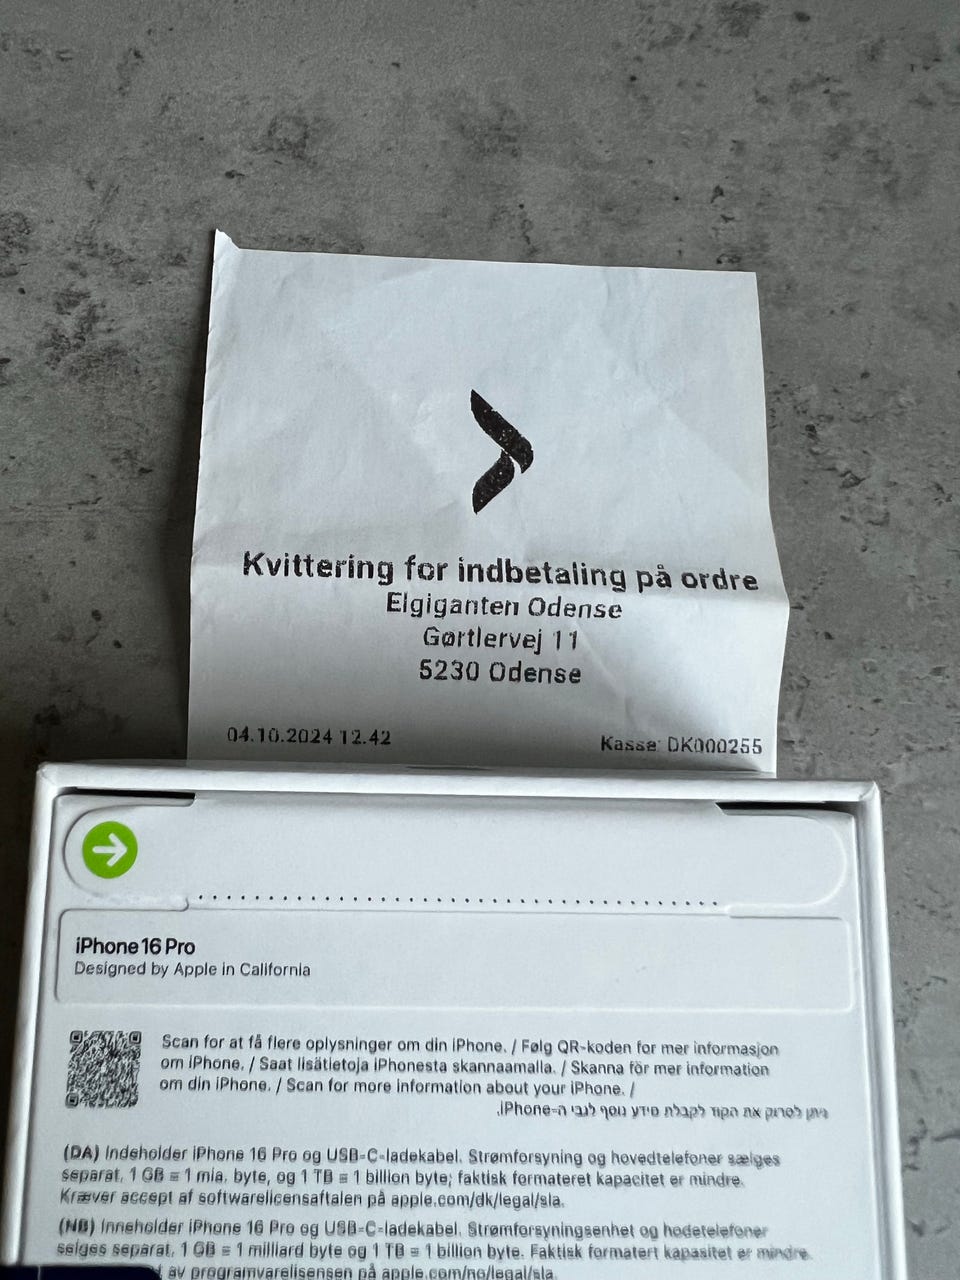 Kvittering for indbetaling på ordre
Elgiganten Odense
Gørtlervej 11
5230 Odense
04.10.2024 12.42
Kasse: DK000255
iPhone 16 Pro
Designed by Apple in California
Scan for at få flere oplysninger om din iPhone. / Følg QR-koden for mer informasjon
om iPhone. / Saat lisätietoja iPhonesta skannaamalla. / Skanna för mer information
om din iPhone. / Scan for more information about your iPhone. /
ניתן לסרוק את הקוד לקבלת מידע נוסף לגבי ה-iPhone.
(DA) Indeholder iPhone 16 Pro og USB-C-ladekabel. Strømforsyning og hovedtelefoner sælges
separat. 1 GB = 1 mia. byte, og 1 TB = 1 billion byte; faktisk formateret kapacitet er mindre.
Kræver accept af softwarelicensaftalen på apple.com/dk/legal/sla.
(NB) Inneholder iPhone 16 Pro og USB-C-ladekabel. Strømforsyningsenhet og hodetelefoner
selges separat. 1 GB = 1 milliard byte og 1 TB = 1 billion byte. Faktisk formatert kapasitet er mindre.
av programvarelisensen på apple.com/no/legal/sla.